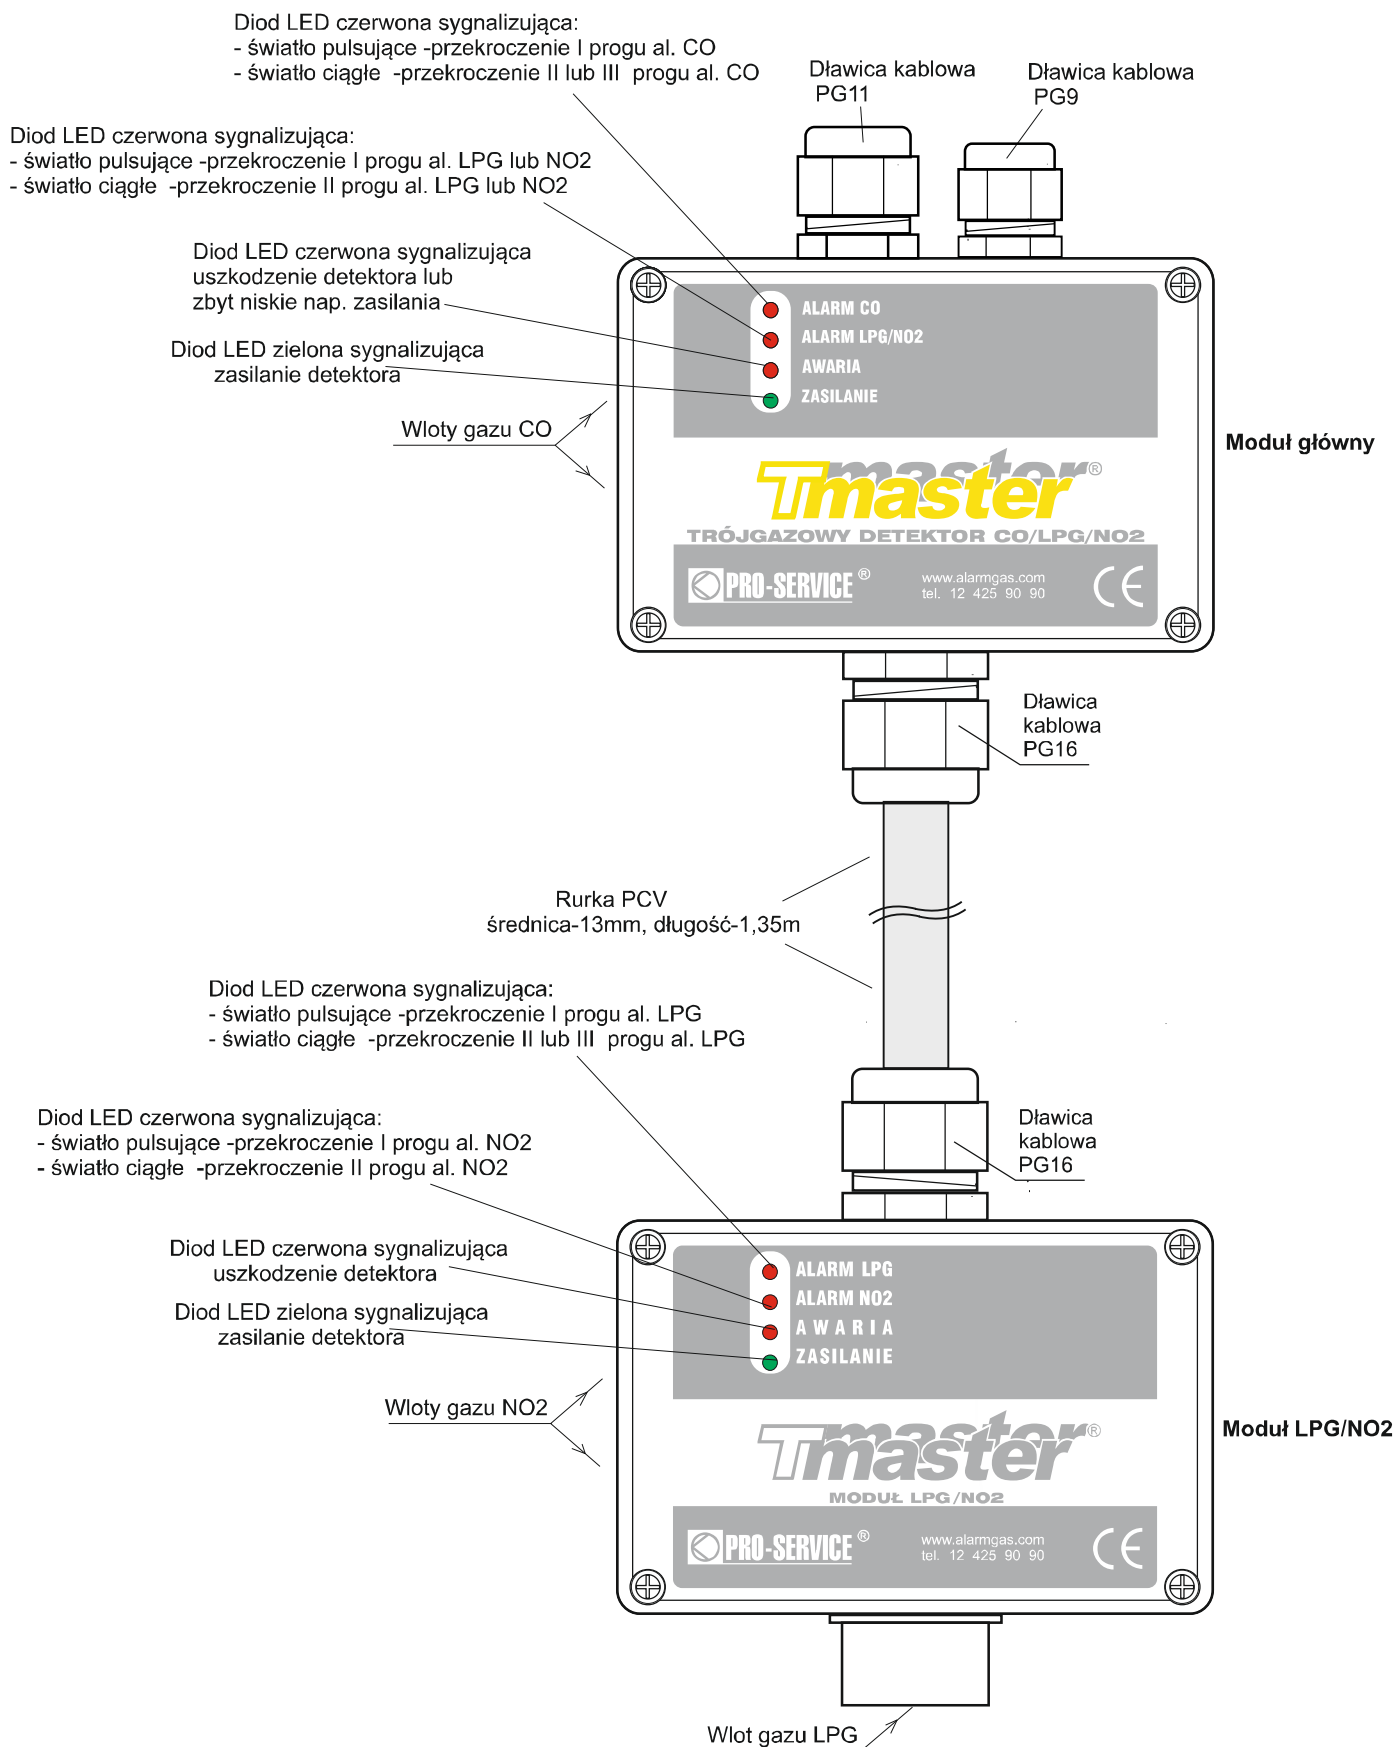 Diod LED czerwona sygnalizująca:
- światło pulsujące -przekroczenie I progu al. CO
- światło ciągłe -przekroczenie II lub III progu al. CO
Dławica kablowa
PG11
Dławica kablowa
PG9
Diod LED czerwona sygnalizująca:
- światło pulsujące -przekroczenie I progu al. LPG lub NO2
- światło ciągłe -przekroczenie II progu al. LPG lub NO2
Diod LED czerwona sygnalizująca
uszkodzenie detektora lub
zbyt niskie nap. zasilania
Diod LED zielona sygnalizująca
zasilanie detektora
Wloty gazu CO
ALARM CO
ALARM LPG/NO2
AWARIA
ZASILANIE
Moduł główny
master®
Tmaster
TRÓJGAZOWY DETEKTOR CO/LPG/NO2
PRO-SERVICE ®
www.alarmgas.com
tel. 12 425 90 90
CE
Dławica
kablowa
PG16
Rurka PCV
średnica-13mm, długość-1,35m
Diod LED czerwona sygnalizująca:
- światło pulsujące -przekroczenie I progu al. LPG
- światło ciągłe -przekroczenie II lub III progu al. LPG
Diod LED czerwona sygnalizująca:
- światło pulsujące -przekroczenie I progu al. NO2
- światło ciągłe -przekroczenie II progu al. NO2
Dławica
kablowa
PG16
Diod LED czerwona sygnalizująca
uszkodzenie detektora
Diod LED zielona sygnalizująca
zasilanie detektora
Wloty gazu NO2
ALARM LPG
ALARM NO2
AWARIA
ZASILANIE
Moduł LPG/NO2
master®
Tmaster
MODUŁ LPG/NO2
PRO-SERVICE ®
www.alarmgas.com
tel. 12 425 90 90
CE
Wlot gazu LPG